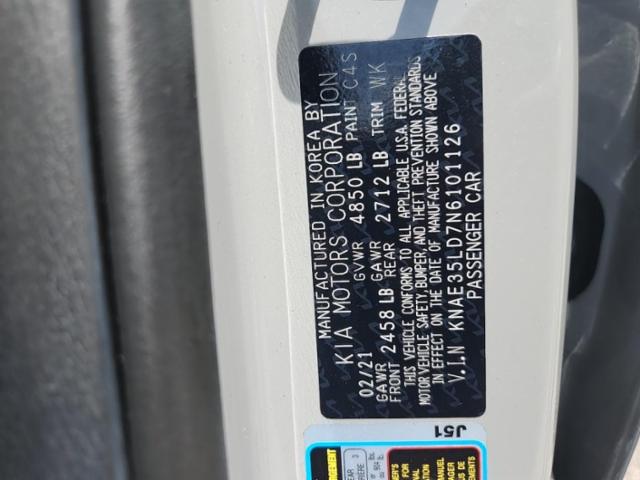 MANUFACTURED IN KOREA BY
KIA MOTORS CORPORATION
02/21 GVWR 4850 LB PAINT C4S
GAWR FRONT 2458 LB GAWR REAR 2712 LB TRIM WK
THIS VEHICLE CONFORMS TO ALL APPLICABLE U.S.A. FEDERAL
MOTOR VEHICLE SAFETY, BUMPER, AND THEFT PREVENTION STANDARDS
IN EFFECT ON THE DATE OF MANUFACTURE SHOWN ABOVE
V.I.N KNAE35LD7N6101126
PASSENGER CAR
J51